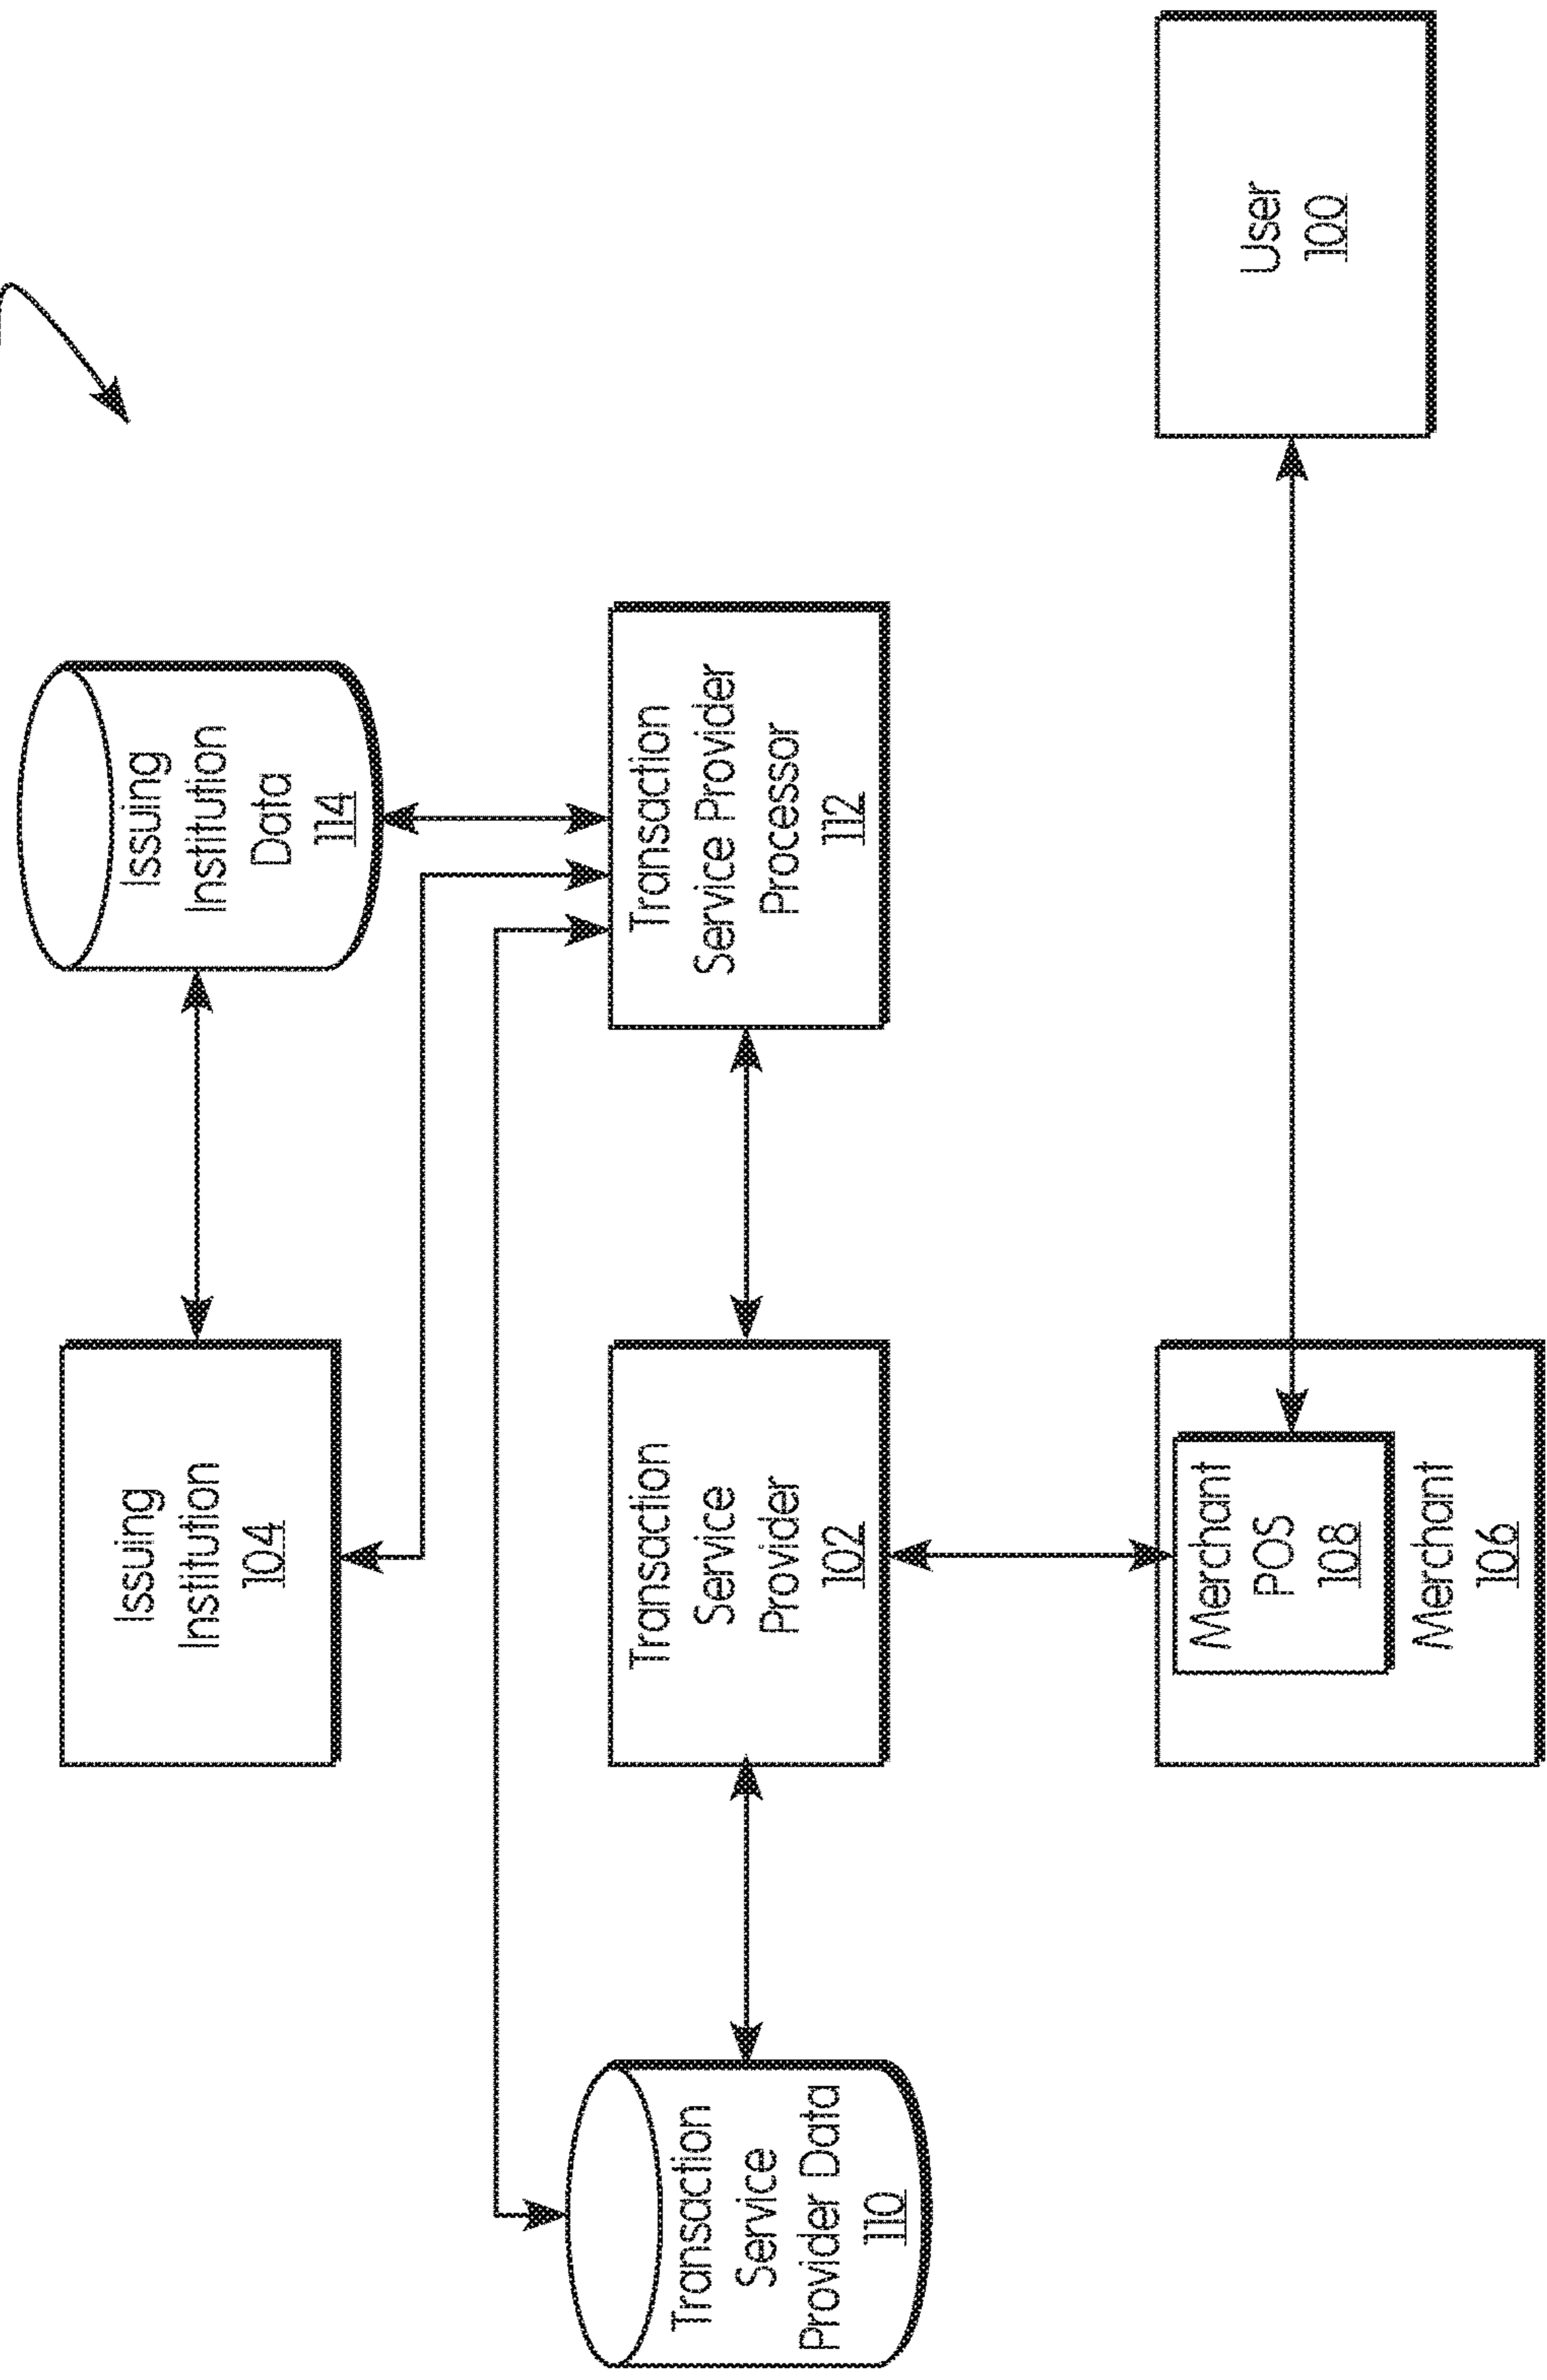 Issuing
Institution
104
Issuing
Institution
Data
114
Transaction
Service
Provider Data
110
Transaction
Service
Provider
102
Transaction
Service Provider
Processor
112
Merchant
POS
108
Merchant
106
User
100